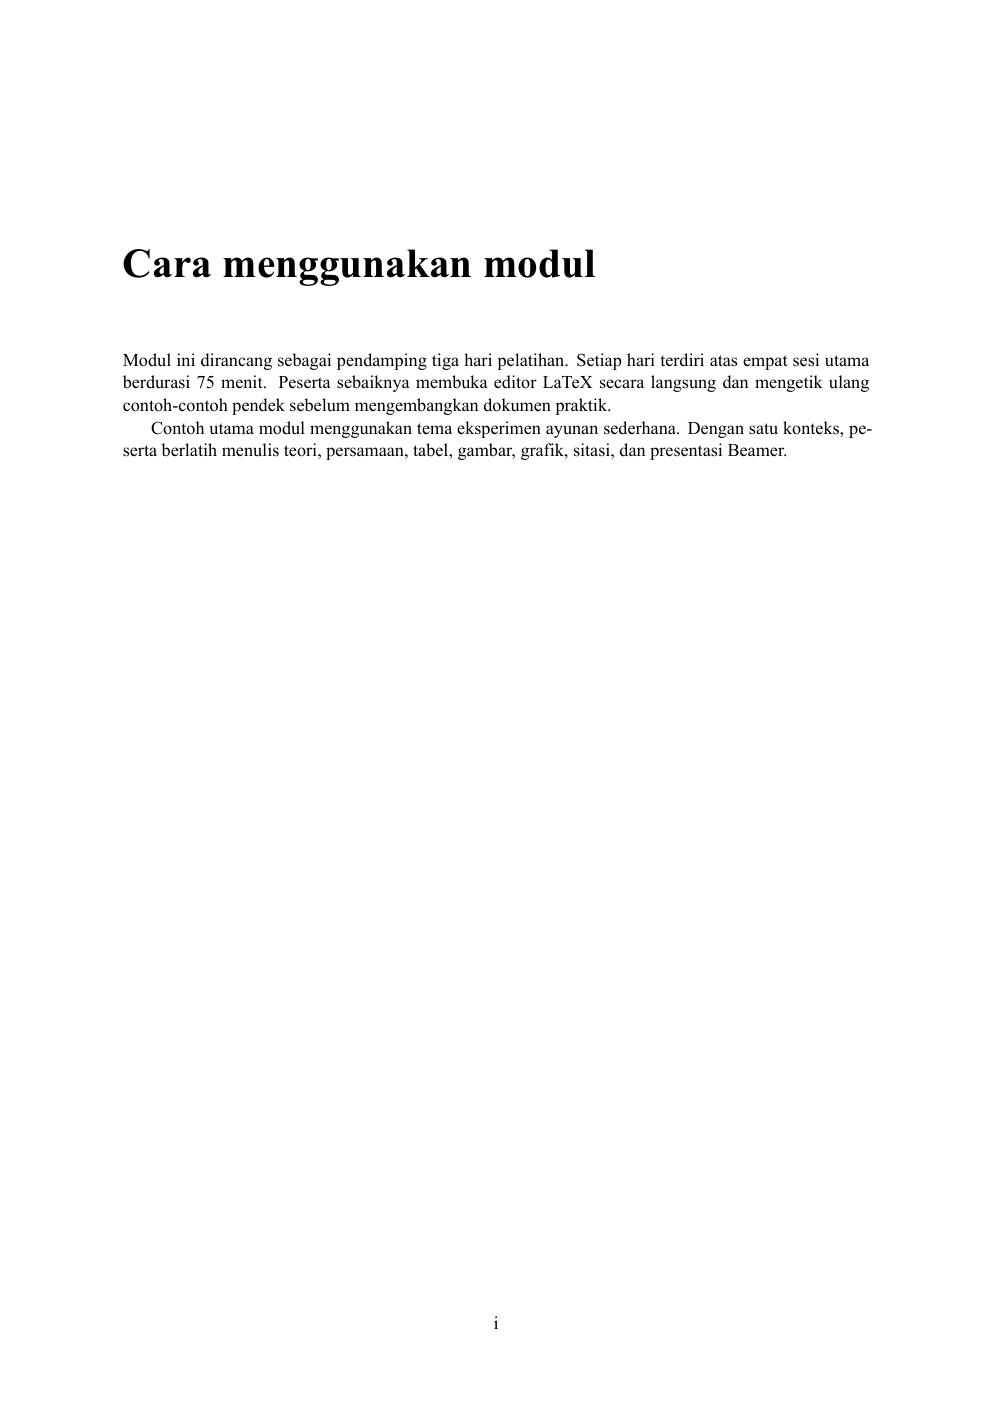 Cara menggunakan modul
Modul ini dirancang sebagai pendamping tiga hari pelatihan. Setiap hari terdiri atas empat sesi utama
berdurasi 75 menit. Peserta sebaiknya membuka editor LaTeX secara langsung dan mengetik ulang
contoh-contoh pendek sebelum mengembangkan dokumen praktik.
Contoh utama modul menggunakan tema eksperimen ayunan sederhana. Dengan satu konteks, pe-
serta berlatih menulis teori, persamaan, tabel, gambar, grafik, sitasi, dan presentasi Beamer.
i